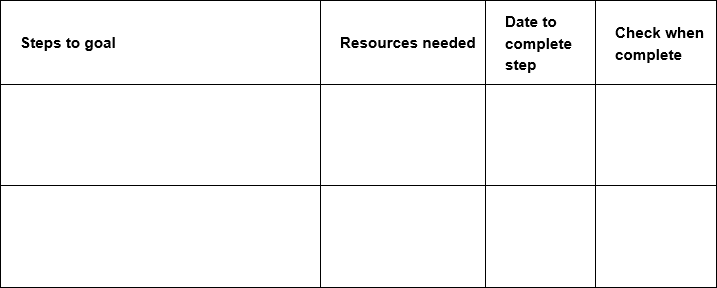 Steps to goal
Resources needed
Date to
complete
step
Check when
complete